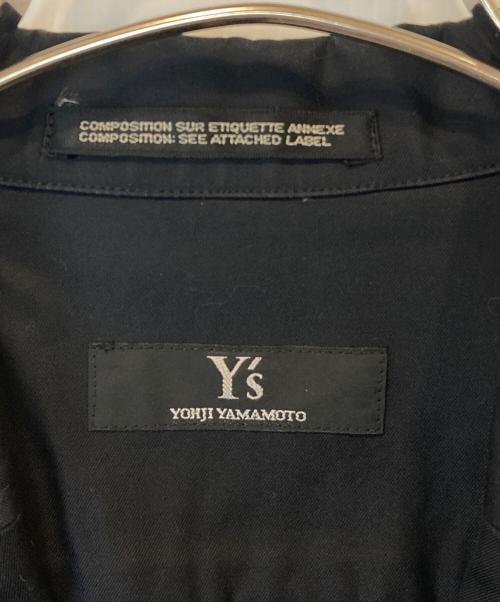 COMPOSITION SUR ETIQUETTE ANNEXE
COMPOSITION: SEE ATTACHED LABEL
Y's
YOHJI YAMAMOTO